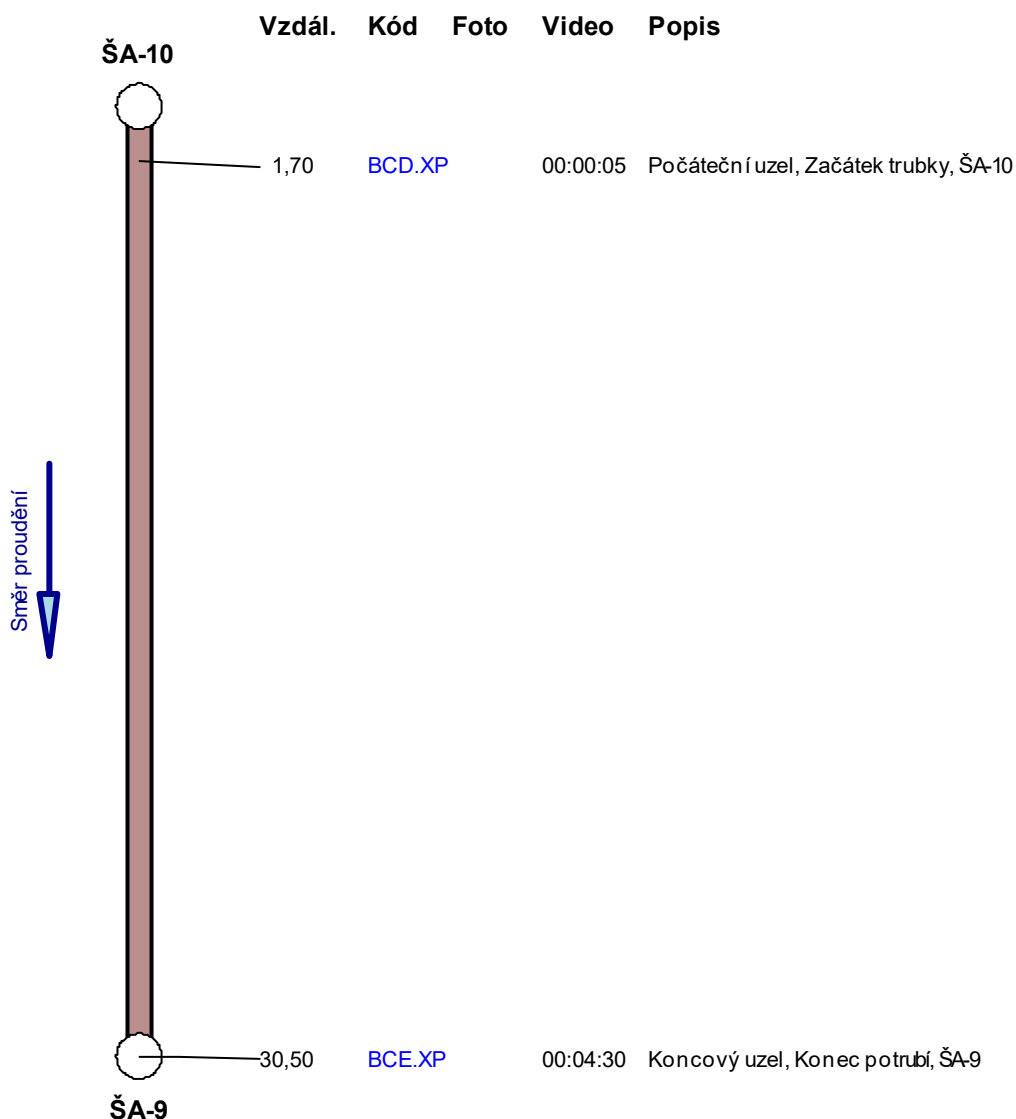 Vzdál. Kód Foto Video Popis
ŠA-10
1,70 BCD.XP 00:00:05 Počáteční uzel, Začátek trubky, ŠA-10
Směr proudění
30,50 BCE.XP 00:04:30 Koncový uzel, Konec potrubí, ŠA-9
ŠA-9